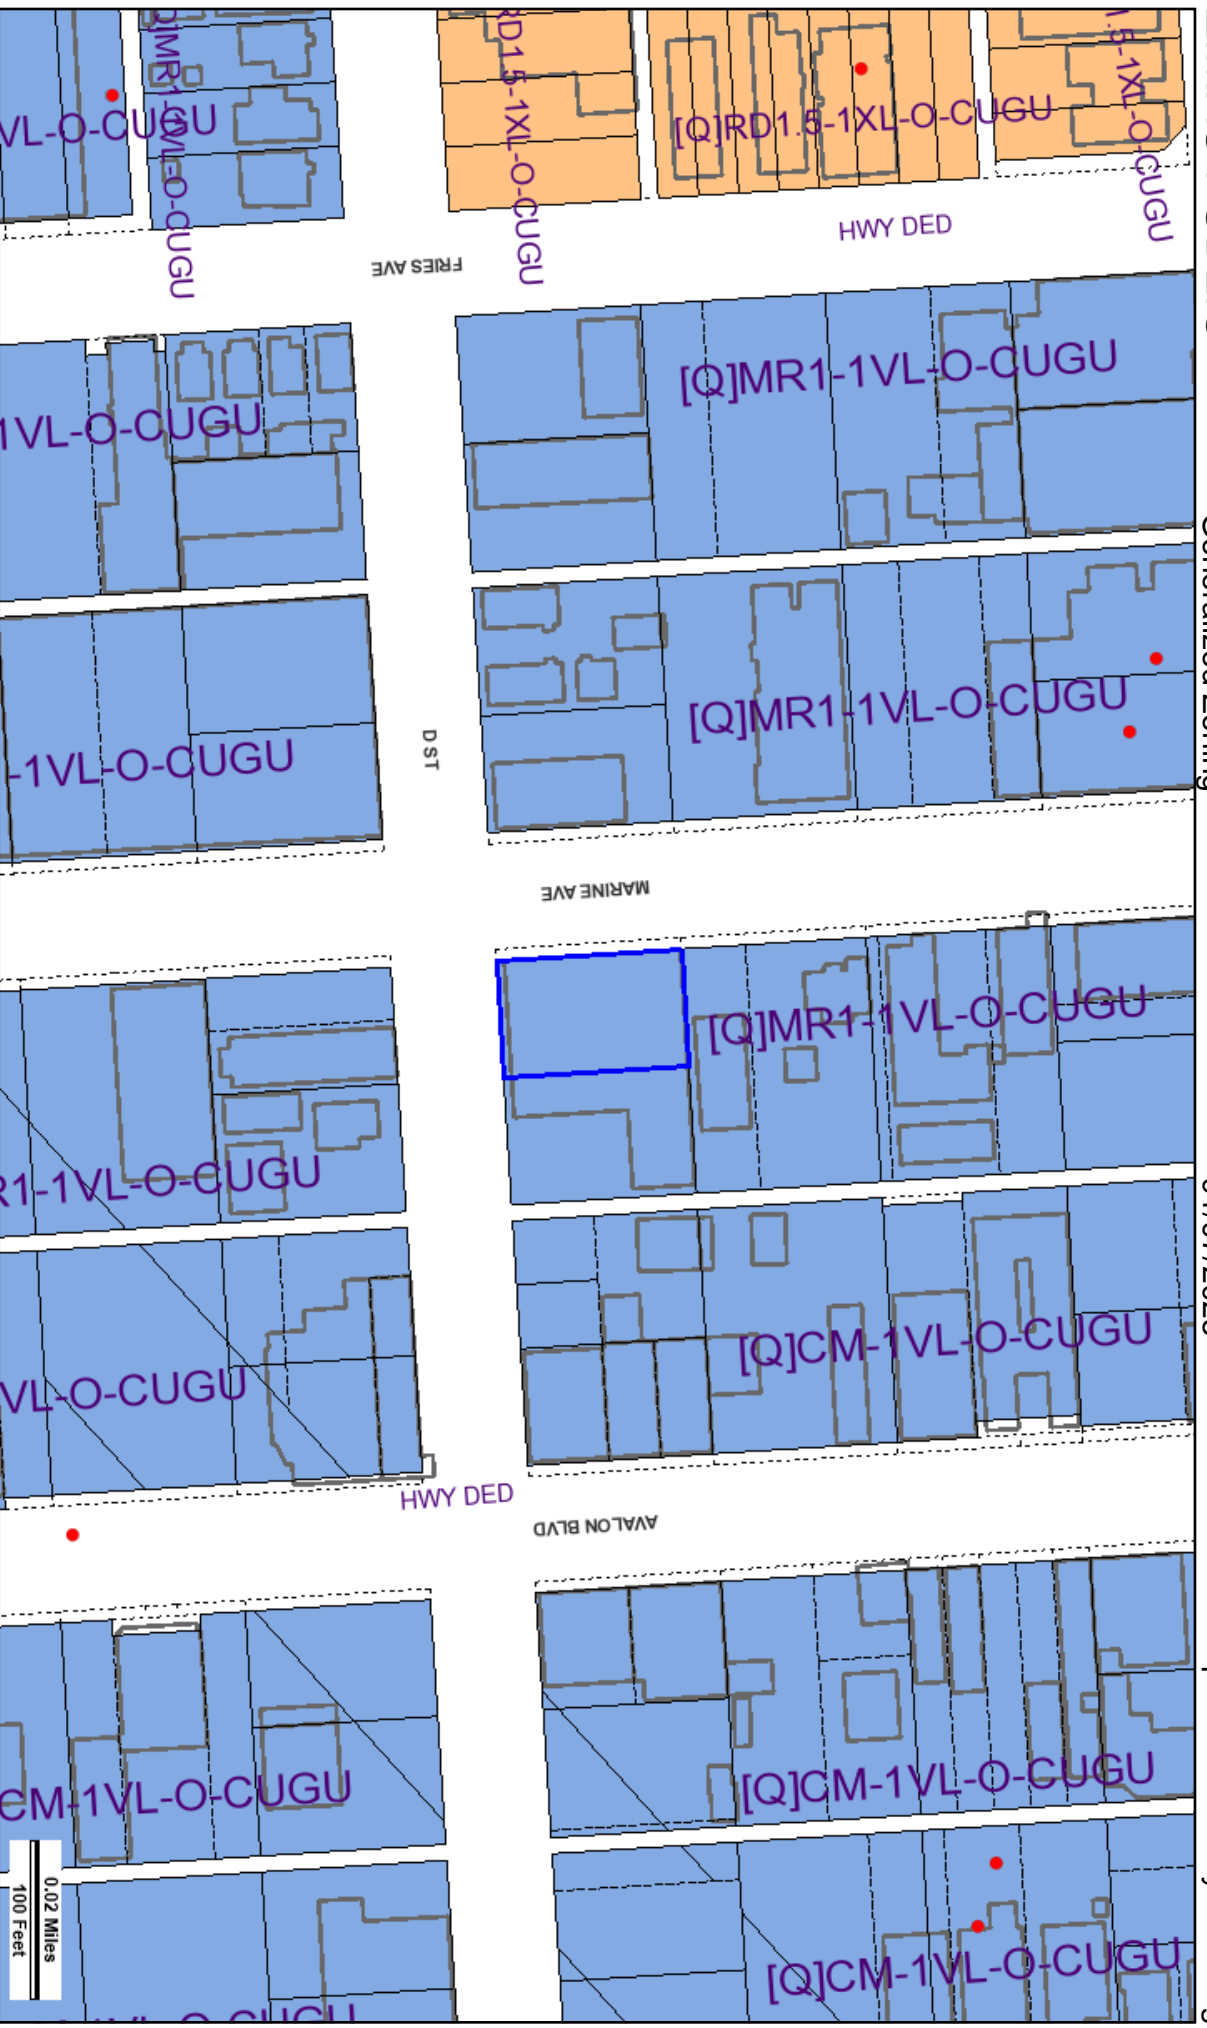 [Q]MR1-1VL-O-CUGU
RD1.5-1XL-O-CUGU
[Q]RD1.5-1XL-O-CUGU
1.5-1XL-O-CUGU
VL-O-CUGU
HWY DED
FRIES AVE
[Q]MR1-1VL-O-CUGU
1VL-O-CUGU
[Q]MR1-1VL-O-CUGU
D ST
-1VL-O-CUGU
MARINE AVE
[Q]MR1-1VL-O-CUGU
R1-1VL-O-CUGU
[Q]CM-1VL-O-CUGU
VL-O-CUGU
HWY DED
AVALON BLVD
[Q]CM-1VL-O-CUGU
CM-1VL-O-CUGU
0.02 Miles
100 Feet
[Q]CM-1VL-O-CUGU
Generalized Zoning